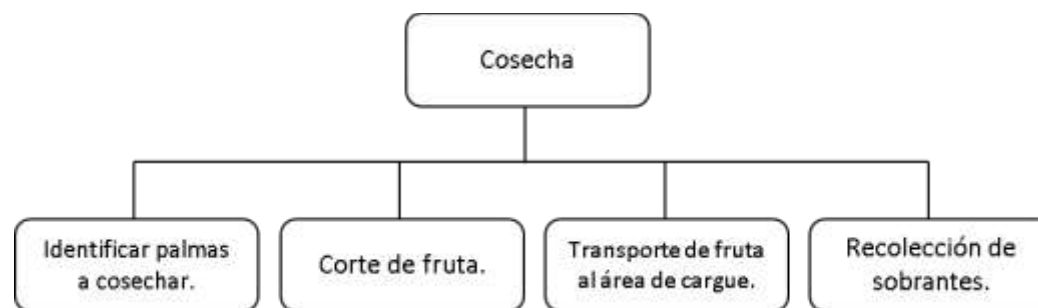 Cosecha
Identificar palmas
a cosechar.
Corte de fruta.
Transporte de fruta
al área de cargue.
Recolección de
sobrantes.